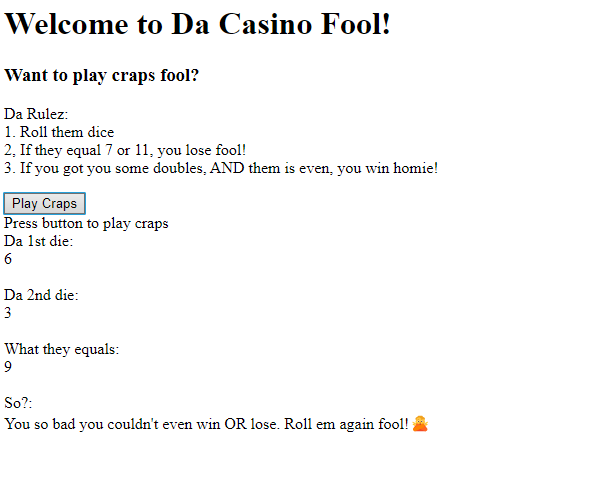 Welcome to Da Casino Fool!
Want to play craps fool?
Da Rulez:
1. Roll them dice
2, If they equal 7 or 11, you lose fool!
3. If you got you some doubles, AND them is even, you win homie!
Play Craps
Press button to play craps
Da 1st die:
6
Da 2nd die:
3
What they equals:
9
So?:
You so bad you couldn't even win OR lose. Roll em again fool! 🤷